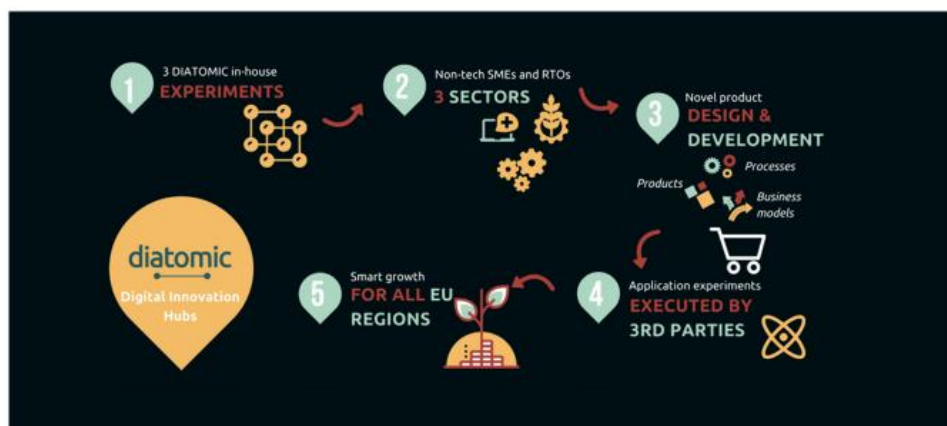 1
3 DIATOMIC in-house
EXPERIMENTS
2
Non-tech SMEs and RTOs
3 SECTORS
3
Novel product
DESIGN &
DEVELOPMENT
Processes
Products
Business
models
4
Application experiments
EXECUTED BY
3RD PARTIES
5
Smart growth
FOR ALL EU
REGIONS
diatomic
Digital Innovation
Hubs